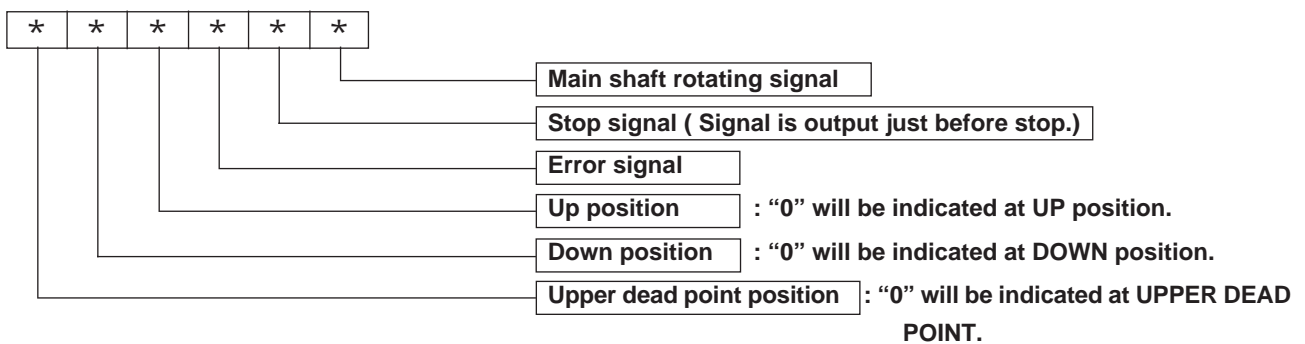 * * * * * *
Main shaft rotating signal
Stop signal ( Signal is output just before stop.)
Error signal
Up position : “0” will be indicated at UP position.
Down position : “0” will be indicated at DOWN position.
Upper dead point position : “0” will be indicated at UPPER DEAD
POINT.